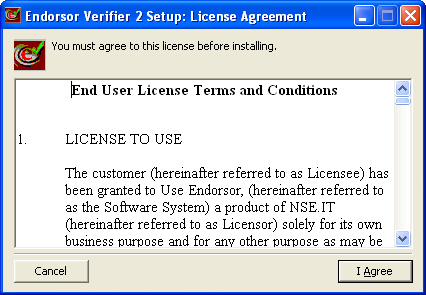 Endorsor Verifier 2 Setup: License Agreement
You must agree to this license before installing.
End User License Terms and Conditions
1. LICENSE TO USE
The customer (hereinafter referred to as Licensee) has
been granted to Use Endorsor, (hereinafter referred to
as the Software System) a product of NSE.IT
(hereinafter referred to as Licensor) solely for its own
business purpose and for any other purpose as may be
Cancel
I Agree